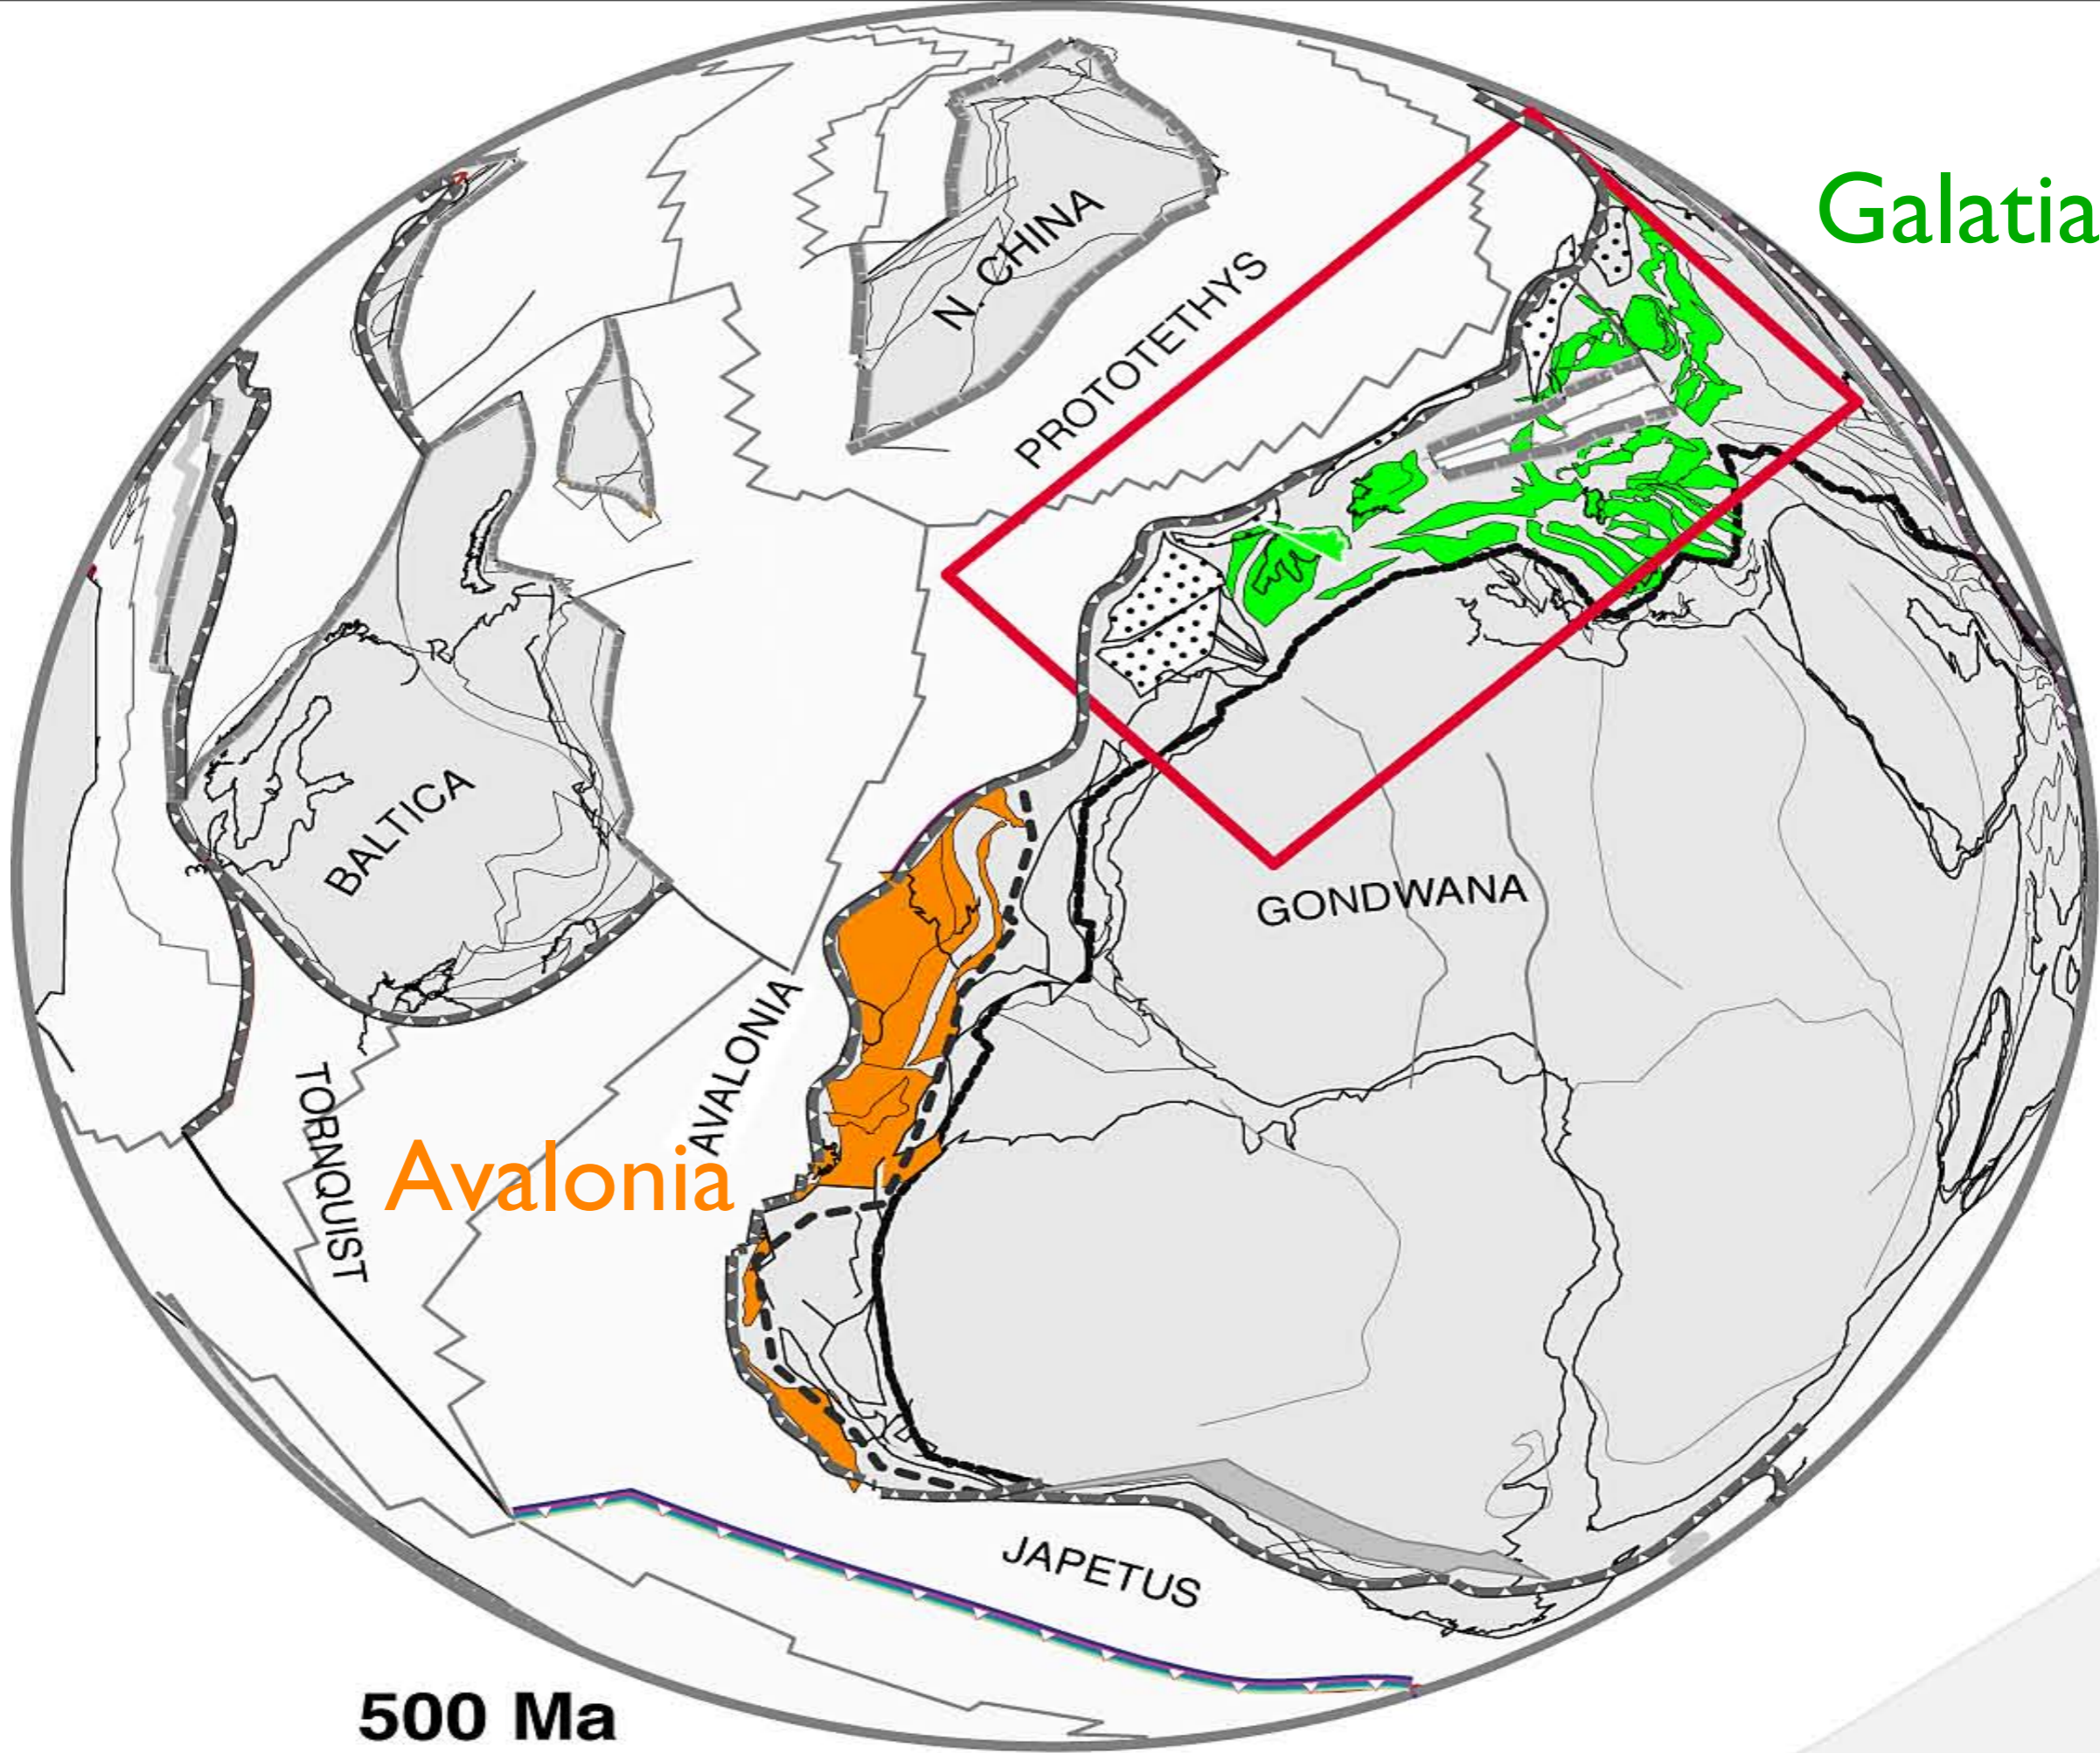 Galatia
N. CHINA
PROTOTETHYS
BALTICA
GONDWANA
AVALONIA
TORNQUIST
Avalonia
JAPETUS
500 Ma